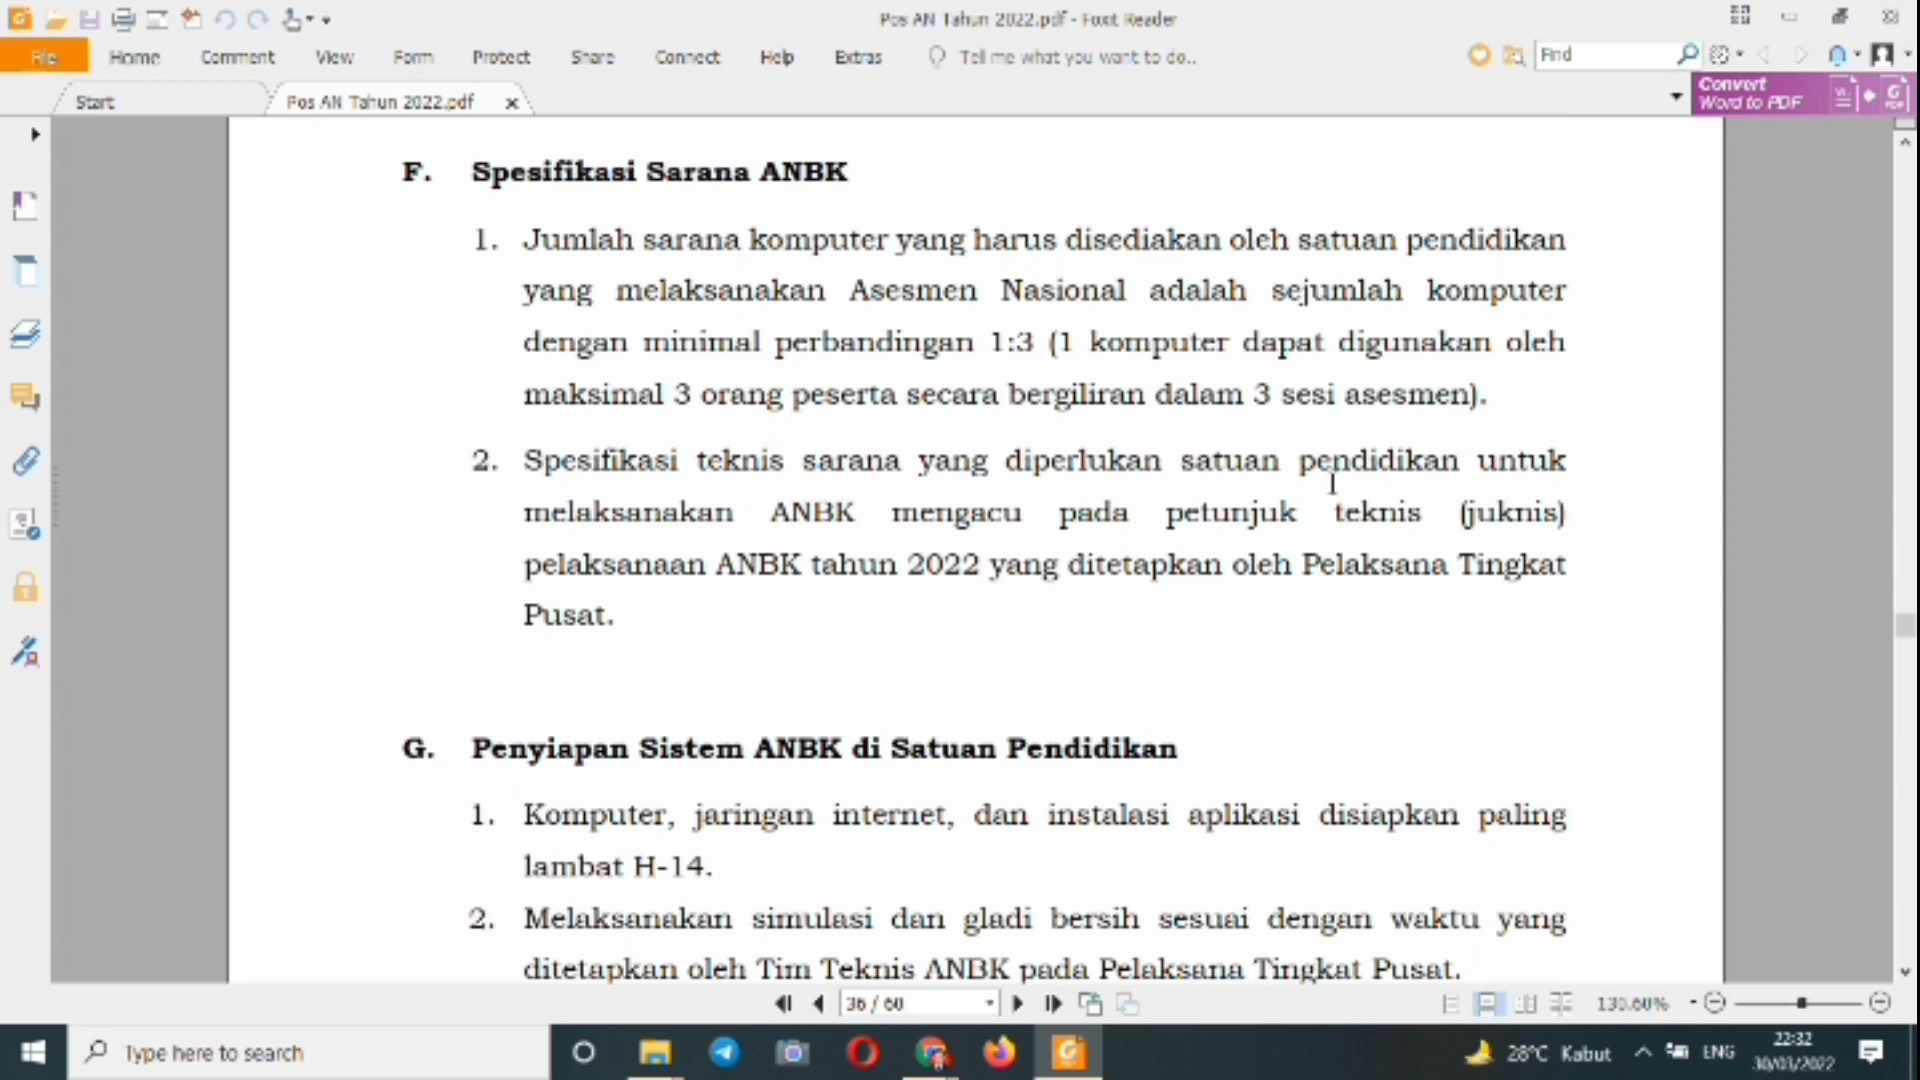 Pos AN Tahun 2022.pdf - Foxit Reader
File Home Comment View Form Protect Share Connect Help Extras Tell me what you want to do.. Find
Start Pos AN Tahun 2022.pdf
Convert
Word to PDF
F. Spesifikasi Sarana ANBK
1. Jumlah sarana komputer yang harus disediakan oleh satuan pendidikan
yang melaksanakan Asesmen Nasional adalah sejumlah komputer
dengan minimal perbandingan 1:3 (1 komputer dapat digunakan oleh
maksimal 3 orang peserta secara bergiliran dalam 3 sesi asesmen).
2. Spesifikasi teknis sarana yang diperlukan satuan pendidikan untuk
melaksanakan ANBK mengacu pada petunjuk teknis (juknis)
pelaksanaan ANBK tahun 2022 yang ditetapkan oleh Pelaksana Tingkat
Pusat.
G. Penyiapan Sistem ANBK di Satuan Pendidikan
1. Komputer, jaringan internet, dan instalasi aplikasi disiapkan paling
lambat H-14.
2. Melaksanakan simulasi dan gladi bersih sesuai dengan waktu yang
ditetapkan oleh Tim Teknis ANBK pada Pelaksana Tingkat Pusat.
36 / 60
130.60%
Type here to search
28°C Kabut
ENG
22:32
30/03/2022